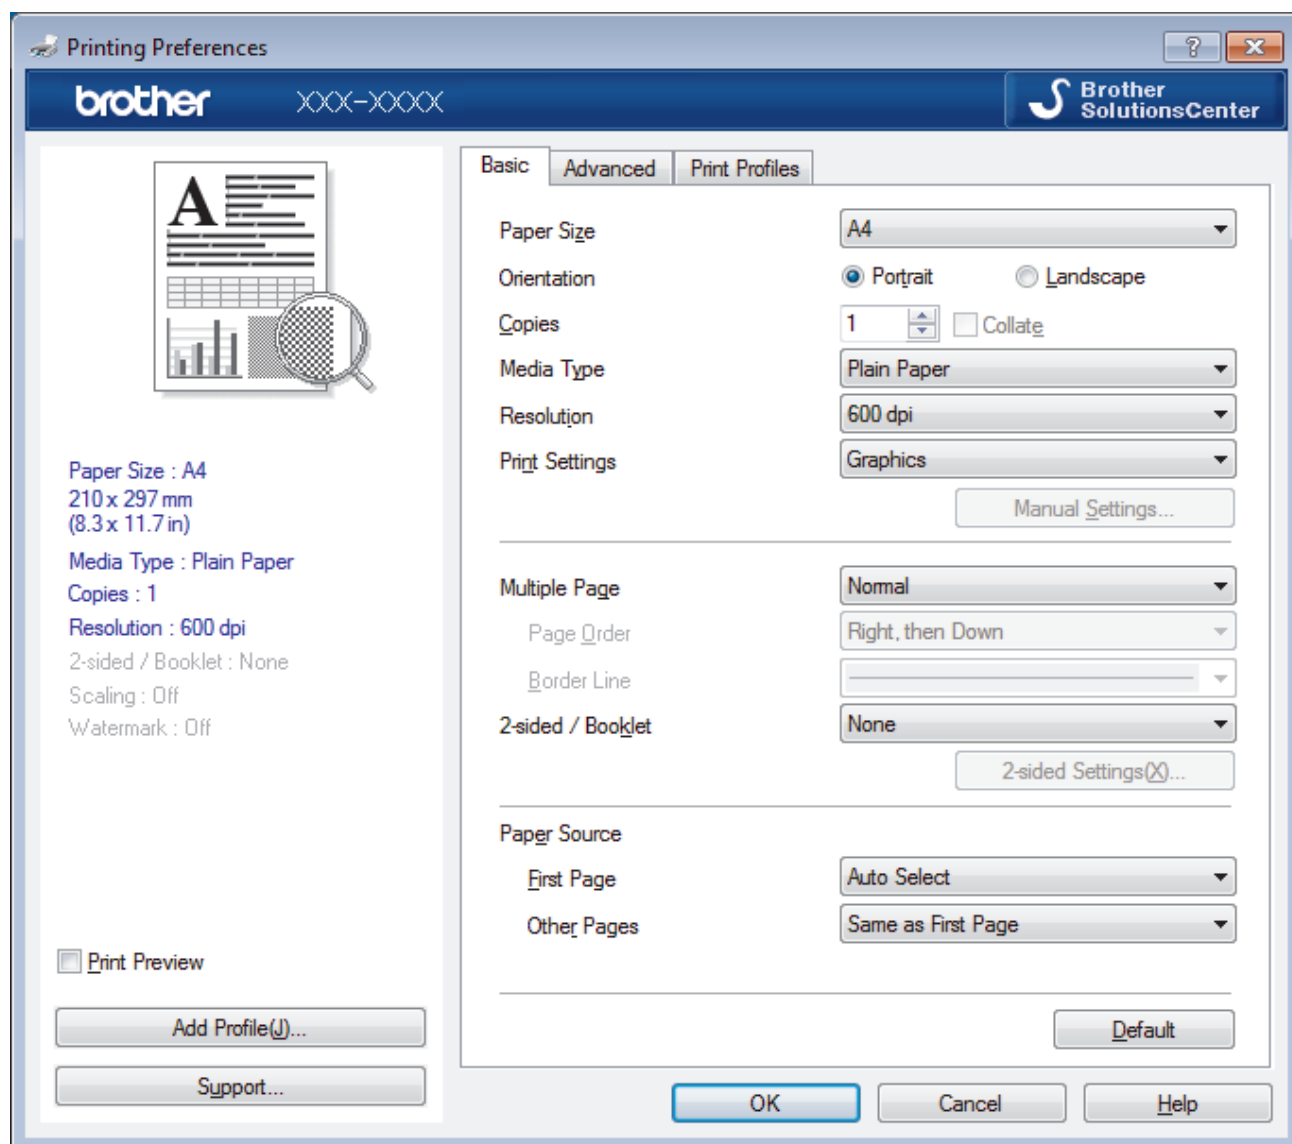 Printing Preferences
brother XXX-XXXX
Brother
SolutionsCenter
A
Paper Size : A4
210 x 297 mm
(8.3 x 11.7 in)
Media Type : Plain Paper
Copies : 1
Resolution : 600 dpi
2-sided / Booklet : None
Scaling : Off
Watermark : Off
Print Preview
Add Profile(J)...
Support...
Basic Advanced Print Profiles
Paper Size A4
Orientation Portrait Landscape
Copies 1 Collate
Media Type Plain Paper
Resolution 600 dpi
Print Settings Graphics
Manual Settings...
Multiple Page Normal
Page Order Right, then Down
Border Line
2-sided / Booklet None
2-sided Settings(X)...
Paper Source
First Page Auto Select
Other Pages Same as First Page
Default
OK Cancel Help